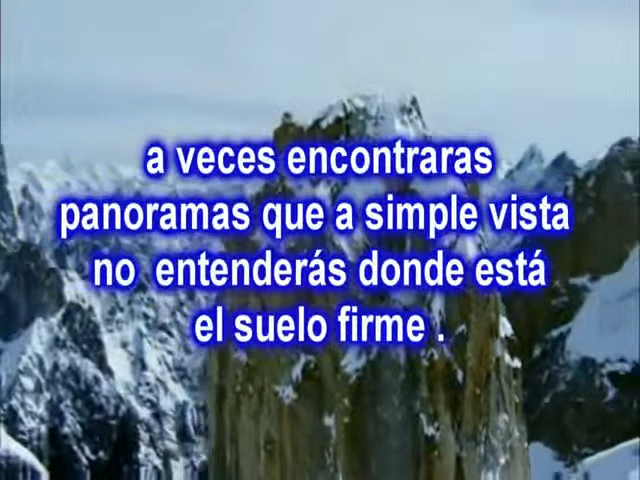 a veces encontraras
panoramas que a simple vista
no entenderás donde está
el suelo firme .